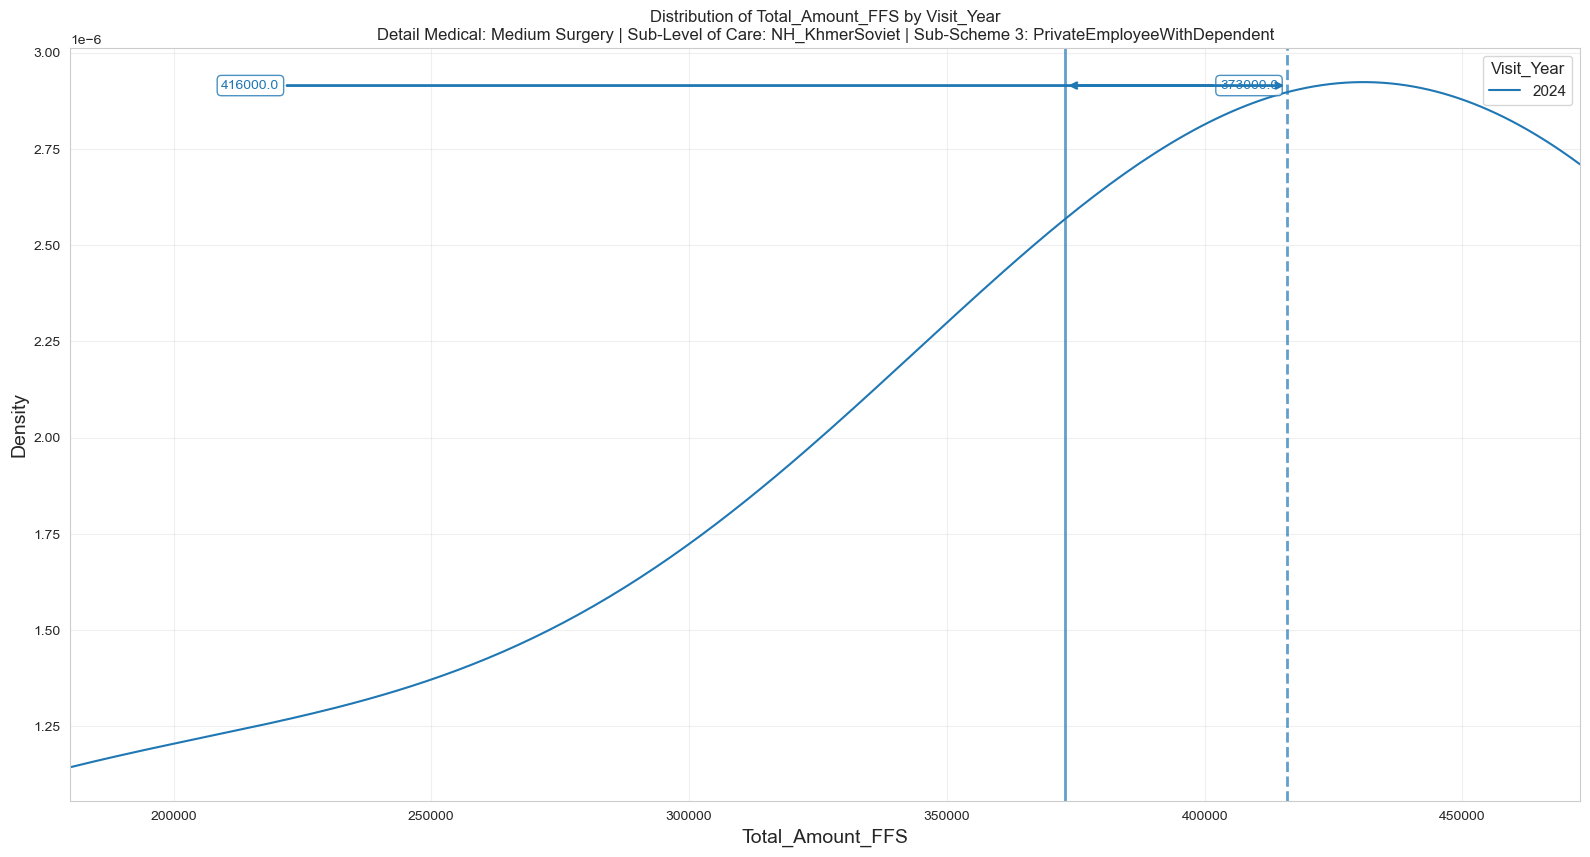 Distribution of Total_Amount_FFS by Visit_Year
Detail Medical: Medium Surgery | Sub-Level of Care: NH_KhmerSoviet | Sub-Scheme 3: PrivateEmployeeWithDependent
1e−6
3.00
2.75
2.50
2.25
2.00
1.75
1.50
1.25
Density
416000.0
373000.0
Visit_Year
2024
200000
250000
300000
350000
400000
450000
Total_Amount_FFS